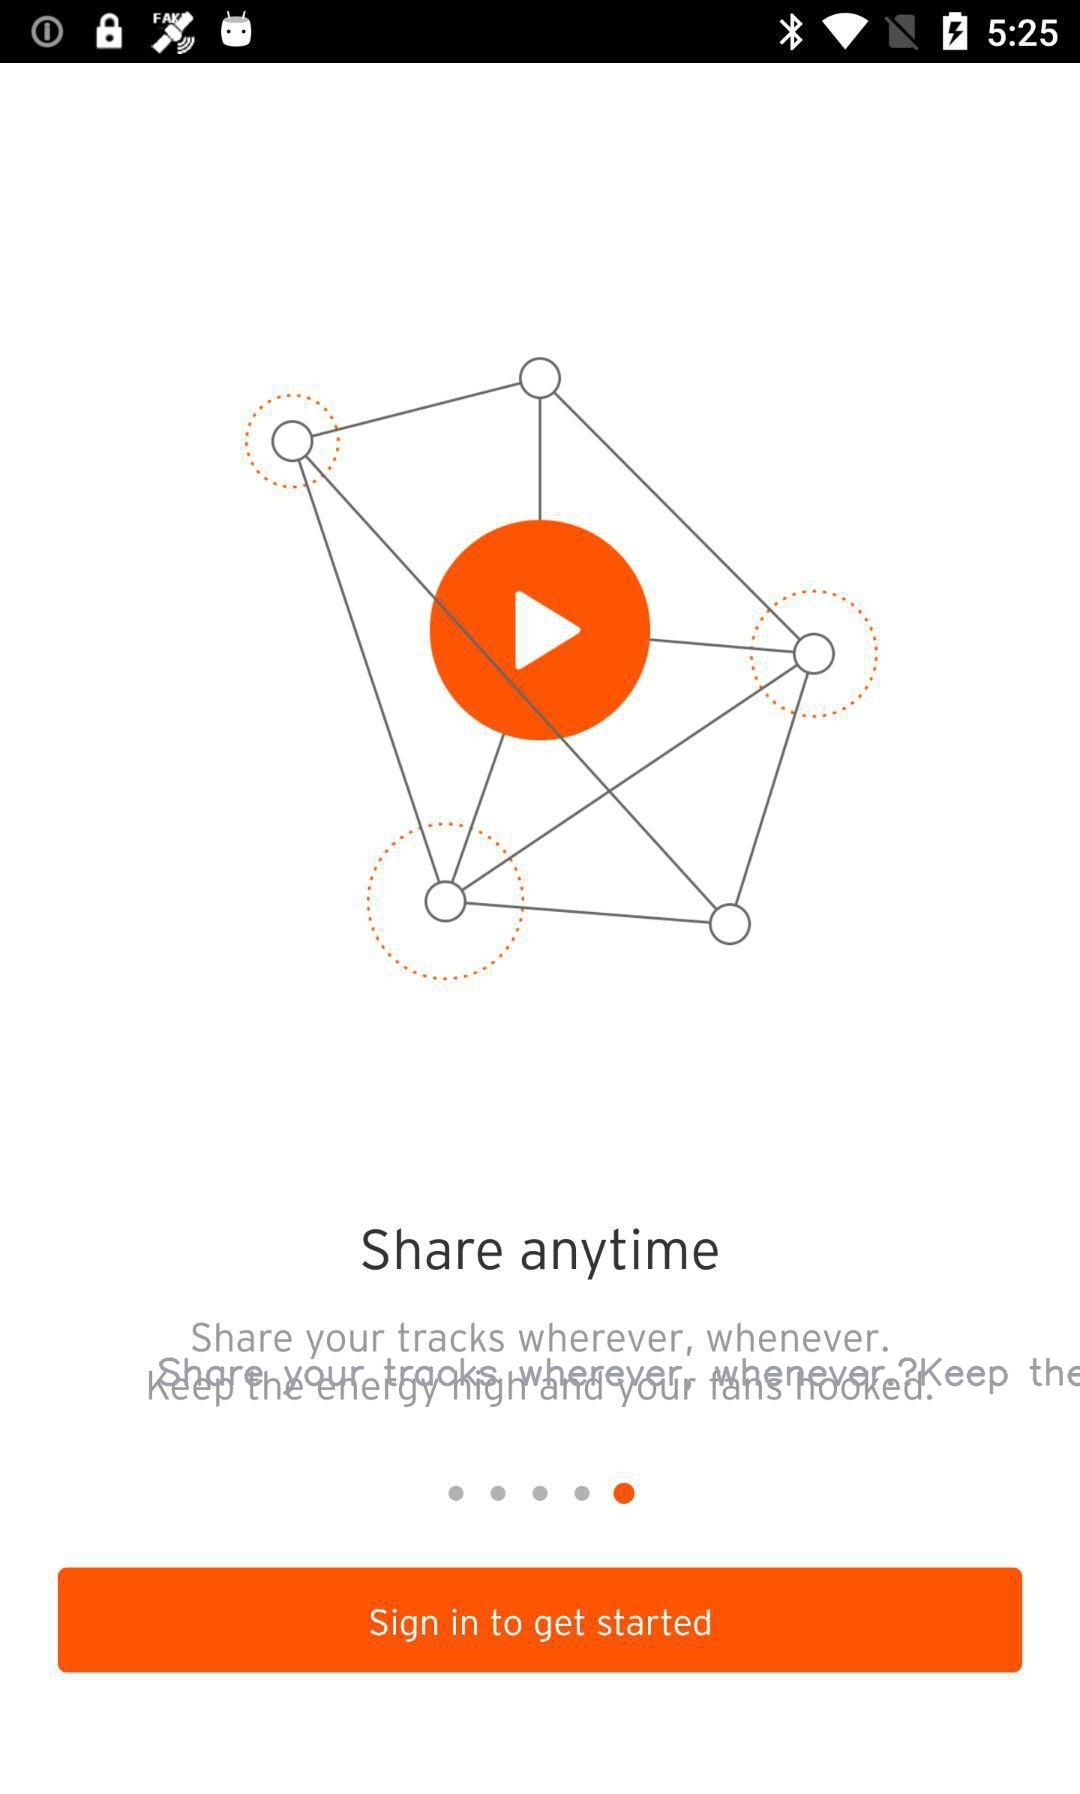 FAKE
5:25
Share anytime
Share your tracks wherever, whenever.
Share your tracks wherever, whenever.?Keep the
Keep the energy high and your fans hooked.
Sign in to get started